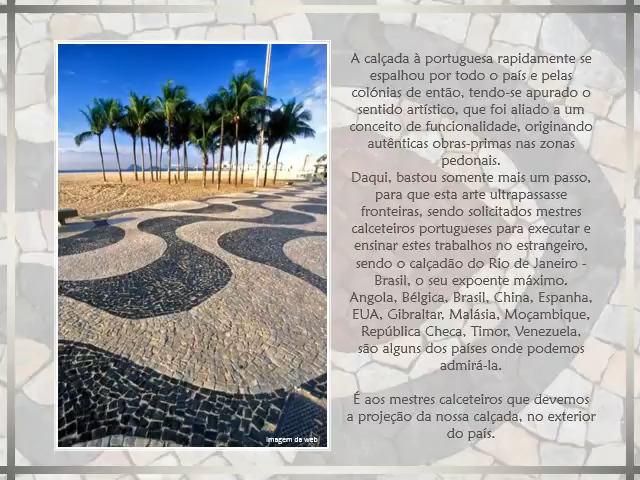 A calçada à portuguesa rapidamente se
espalhou por todo o país e pelas
colónias de então, tendo-se apurado o
sentido artístico, que foi aliado a um
conceito de funcionalidade, originando
autênticas obras-primas nas zonas
pedonais.
Daqui, bastou somente mais um passo,
para que esta arte ultrapassasse
fronteiras, sendo solicitados mestres
calceteiros portugueses para executar e
ensinar estes trabalhos no estrangeiro,
sendo o calçadão do Rio de Janeiro -
Brasil, o seu expoente máximo.
Angola, Bélgica, Brasil, China, Espanha,
EUA, Gibraltar, Malásia, Moçambique,
República Checa, Timor, Venezuela,
são alguns dos países onde podemos
admirá-la.
É aos mestres calceteiros que devemos
a projeção da nossa calçada, no exterior
do país.
Imagem da web